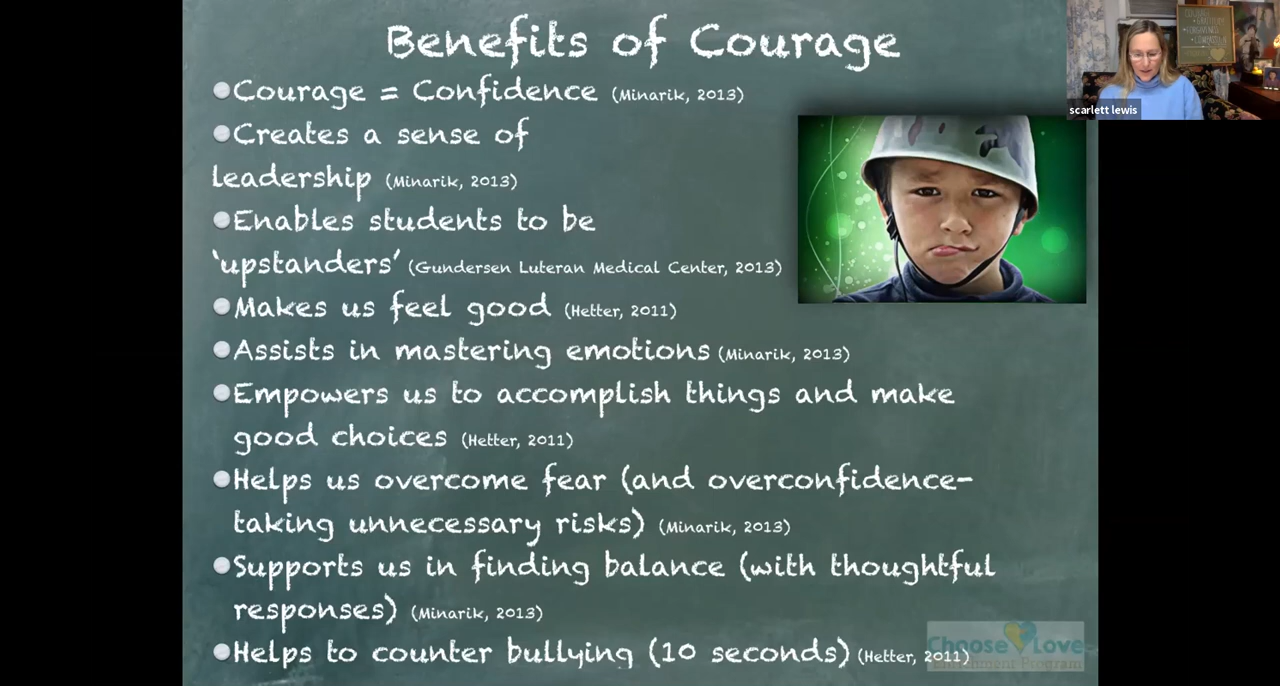 Benefits of Courage
scarlett lewis
Courage = Confidence (Minarik, 2013)
Creates a sense of
leadership (Minarik, 2013)
Enables students to be
‘upstanders’ (Gundersen Luteran Medical Center, 2013)
Makes us feel good (Hetter, 2011)
Assists in mastering emotions (Minarik, 2013)
Empowers us to accomplish things and make
good choices (Hetter, 2011)
Helps us overcome fear (and overconfidence-
taking unnecessary risks) (Minarik, 2013)
Supports us in finding balance (with thoughtful
responses) (Minarik, 2013)
Helps to counter bullying (10 seconds) (Hetter, 2011)
Choose Love
Enrichment Program